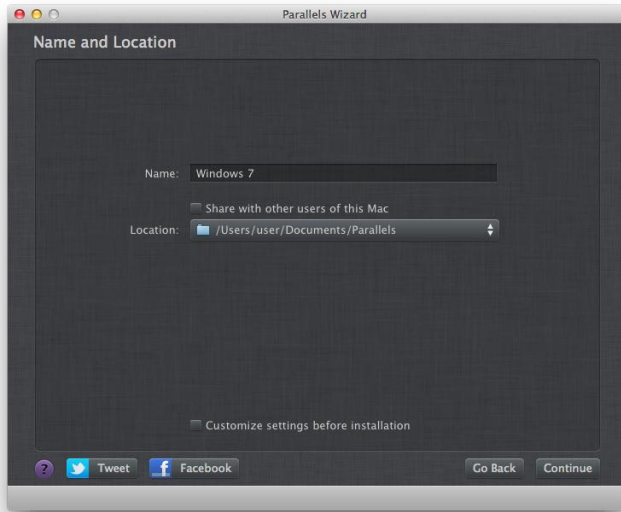 Parallels Wizard
Name and Location
Name: Windows 7
Share with other users of this Mac
Location: /Users/user/Documents/Parallels
Customize settings before installation
? Tweet f Facebook Go Back Continue